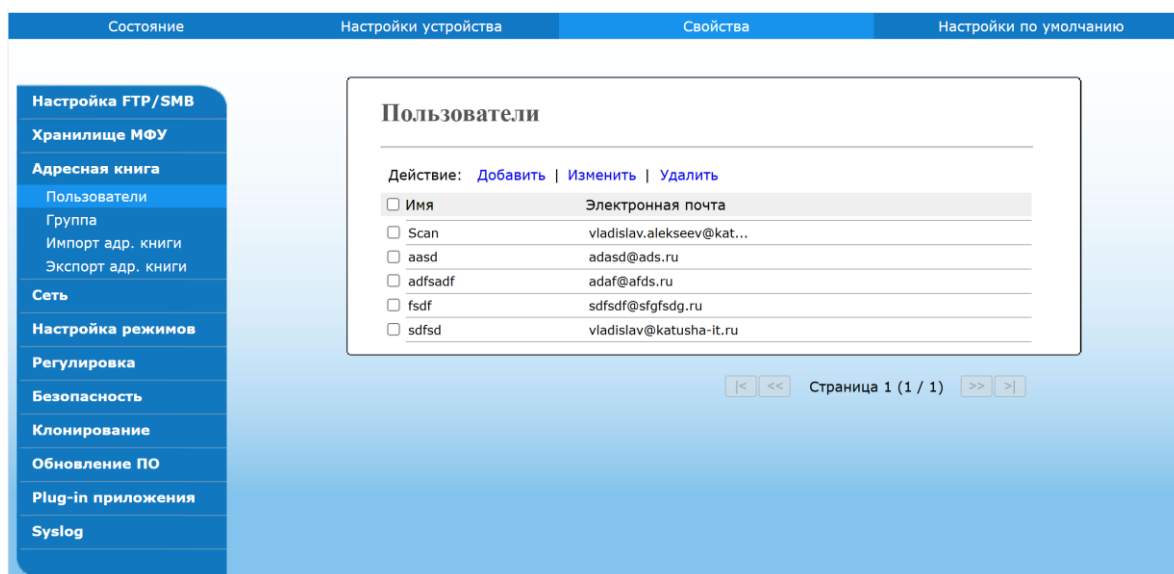 Состояние Настройки устройства Свойства Настройки по умолчанию
Настройка FTP/SMB
Хранилище МФУ
Адресная книга
Пользователи
Группа
Импорт адр. книги
Экспорт адр. книги
Сеть
Настройка режимов
Регулировка
Безопасность
Клонирование
Обновление ПО
Plug-in приложения
Syslog
Пользователи
Действие: Добавить | Изменить | Удалить
Имя Электронная почта
Scan vladislav.alekseev@kat...
aasd adasd@ads.ru
adfsadf adaf@afds.ru
fsdf sdfsdf@sfgfsdg.ru
sdfsd vladislav@katusha-it.ru
|< << Страница 1 (1 / 1) >> >|